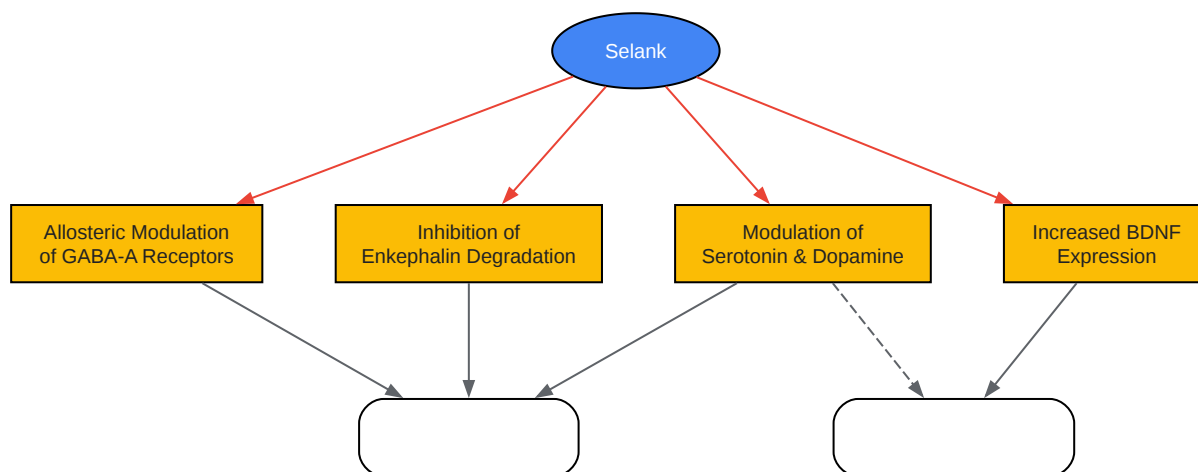 Selank
Allosteric Modulation
of GABA-A Receptors
Inhibition of
Enkephalin Degradation
Modulation of
Serotonin & Dopamine
Increased BDNF
Expression